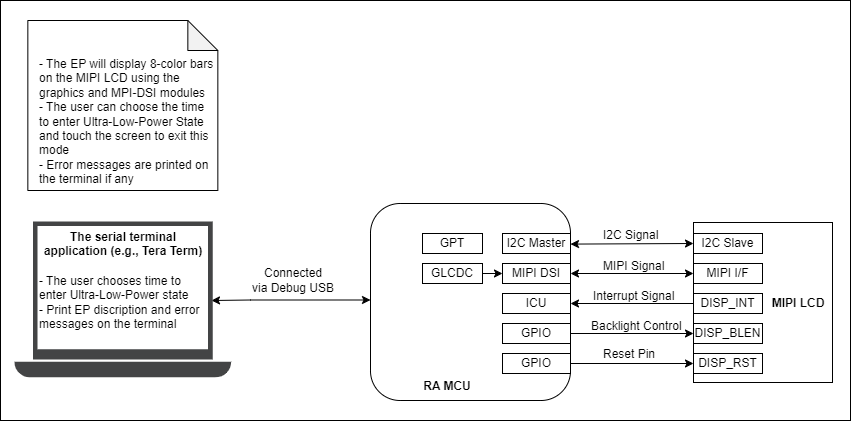 - The EP will display 8-color bars
on the MIPI LCD using the
graphics and MPI-DSI modules
- The user can choose the time
to enter Ultra-Low-Power State
and touch the screen to exit this
mode
- Error messages are printed on
the terminal if any
The serial terminal
application (e.g., Tera Term)
- The user chooses time to
enter Ultra-Low-Power state
- Print EP discription and error
messages on the terminal
Connected
via Debug USB
GPT
I2C Master
I2C Signal
I2C Slave
GLCDC
MIPI DSI
MIPI Signal
MIPI I/F
ICU
Interrupt Signal
DISP_INT
MIPI LCD
GPIO
Backlight Control
DISP_BLEN
GPIO
Reset Pin
DISP_RST
RA MCU